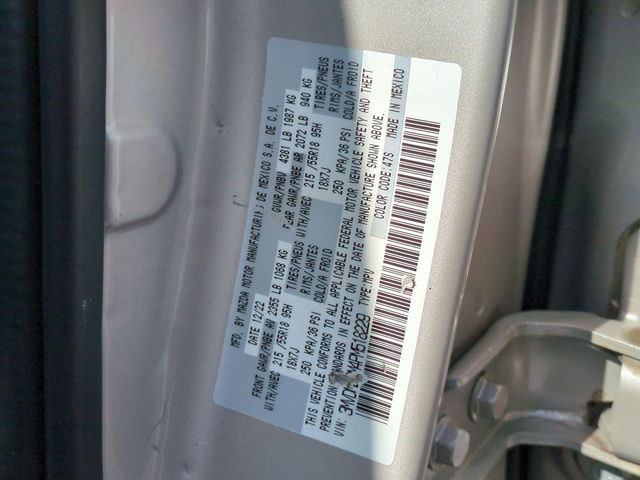 MFD. BY MAZDA MOTOR MANUFACTURING DE MEXICO S.A. DE C.V.
DATE 12/22 GVWR/PNBV 4381 LB 1987 KG
FRONT GAWR/PNBE AV 2055 LB 1068 KG REAR GAWR/PNBE AR 2072 LB 940 KG
WITH/AVEC 215/55R18 95H TIRES/PNEUS WITH/AVEC 215/55R18 95H TIRES/PNEUS
18X7J RIMS/JANTES 18X7J RIMS/JANTES
250 KPA/36 PSI COLD/A FROID 250 KPA/36 PSI COLD/A FROID
THIS VEHICLE CONFORMS TO ALL APPLICABLE FEDERAL MOTOR VEHICLE SAFETY AND THEFT
PREVENTION STANDARDS IN EFFECT ON THE DATE OF MANUFACTURE SHOWN ABOVE.
VIN: TYPE:MPV COLOR CODE:47S MADE IN MEXICO